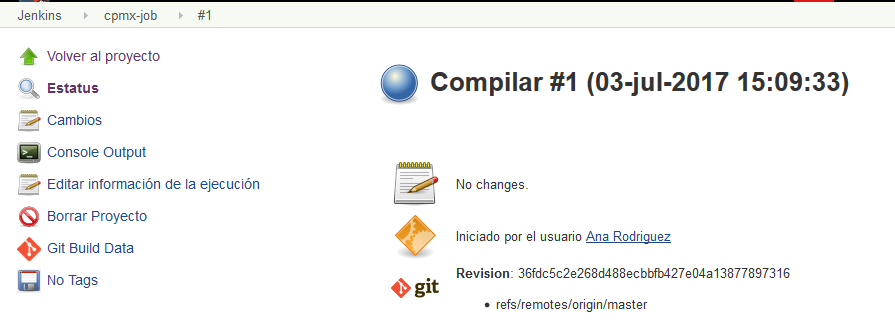 Jenkins cpmx-job #1
Volver al proyecto
Estatus
Cambios
Console Output
Editar información de la ejecución
Borrar Proyecto
Git Build Data
No Tags
Compilar #1 (03-jul-2017 15:09:33)
No changes.
Iniciado por el usuario Ana Rodriguez
git
Revision: 36fdc5c2e268d488ecbbfb427e04a13877897316
refs/remotes/origin/master